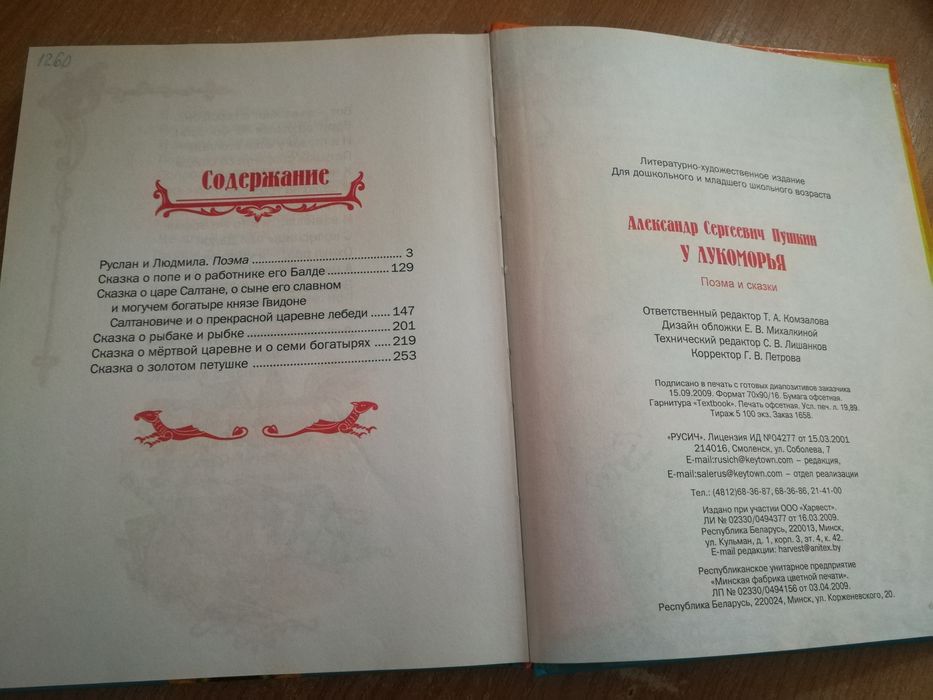 1260
Содержание
Руслан и Людмила. Поэма ........................................ 3
Сказка о попе и о работнике его Балде ................ 129
Сказка о царе Салтане, о сыне его славном
и могучем богатыре князе Гвидоне
Салтановиче и о прекрасной царевне лебеди ..... 147
Сказка о рыбаке и рыбке ...................................... 201
Сказка о мёртвой царевне и о семи богатырях ..... 219
Сказка о золотом петушке .................................... 253
Литературно-художественное издание
Для дошкольного и младшего школьного возраста
Александр Сергеевич Пушкин
У ЛУКОМОРЬЯ
Поэма и сказки
Ответственный редактор Т. А. Комзалова
Дизайн обложки Е. В. Михалкиной
Технический редактор С. В. Лишанков
Корректор Г. В. Петрова
Подписано в печать с готовых диапозитивов заказчика
15.09.2009. Формат 70х90/16. Бумага офсетная.
Гарнитура «Textbook». Печать офсетная. Усл. печ. л. 19,89.
Тираж 5 100 экз. Заказ 1658.
«РУСИЧ». Лицензия ИД №04277 от 15.03.2001
214016, Смоленск, ул. Соболева, 7
E-mail:rusich@keytown.com – редакция,
E-mail:salerus@keytown.com – отдел реализации
Тел.: (4812)68-36-87, 68-36-86, 21-41-00
Издано при участии ООО «Харвест».
ЛИ № 02330/0494377 от 16.03.2009.
Республика Беларусь, 220013, Минск,
ул. Кульман, д. 1, корп. 3, эт. 4, к. 42.
E-mail редакции: harvest@anitex.by
Республиканское унитарное предприятие
«Минская фабрика цветной печати».
ЛП № 02330/0494156 от 03.04.2009.
Республика Беларусь, 220024, Минск, ул. Корженевского, 20.